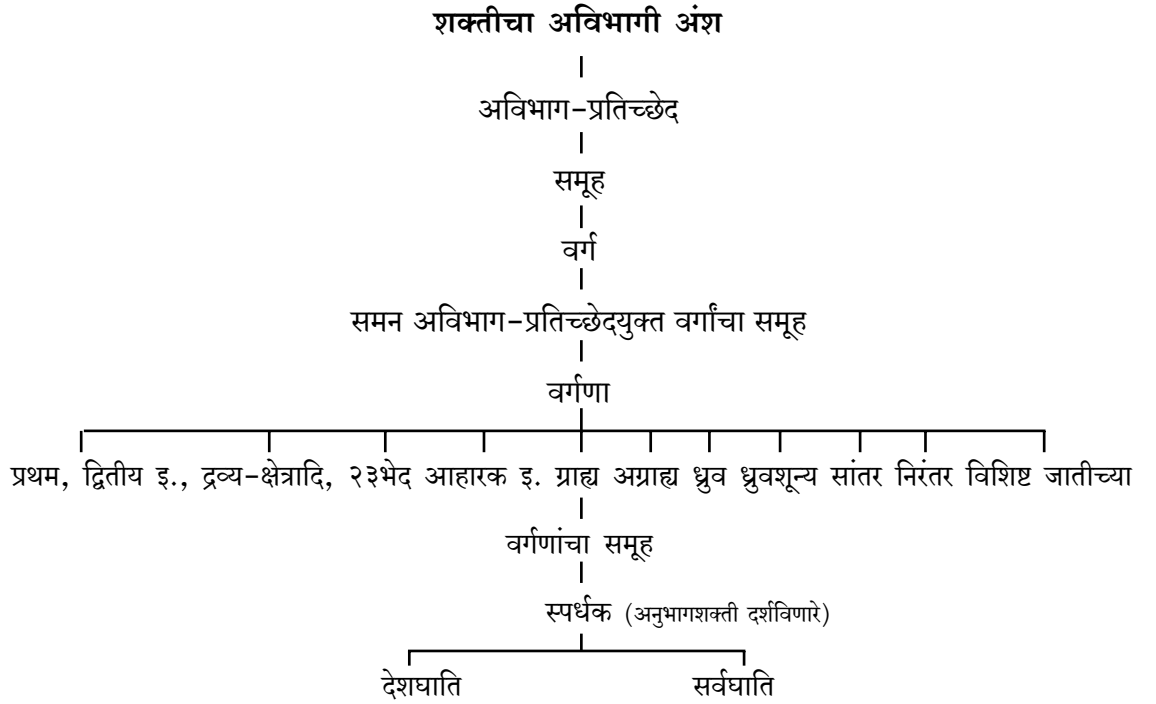 शक्तीचा अविभागी अंश
अविभाग-प्रतिच्छेद
समूह
वर्ग
समन अविभाग-प्रतिच्छेदयुक्त वर्गांचा समूह
वर्गणा
प्रथम, द्वितीय इ., द्रव्य-क्षेत्रादि, २३भेद आहारक इ. ग्राह्य अग्राह्य ध्रुव ध्रुवशून्य सांतर निरंतर विशिष्ट जातीच्या
वर्गणांचा समूह
स्पर्धक (अनुभागशक्ती दर्शविणारे)
देशघाति सर्वघाति